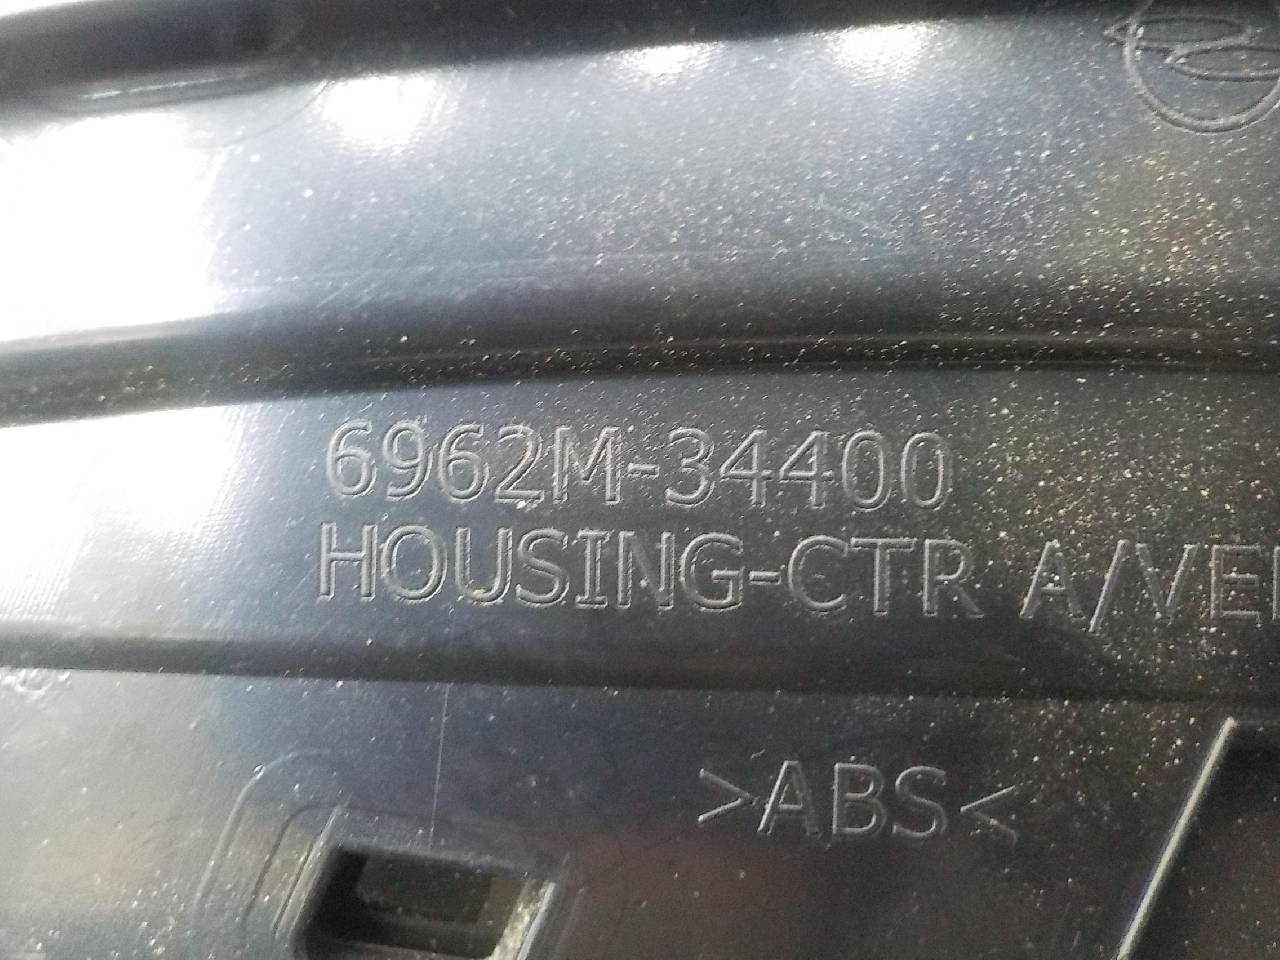 6962M-34400
HOUSING-CTR A/VE
>ABS<